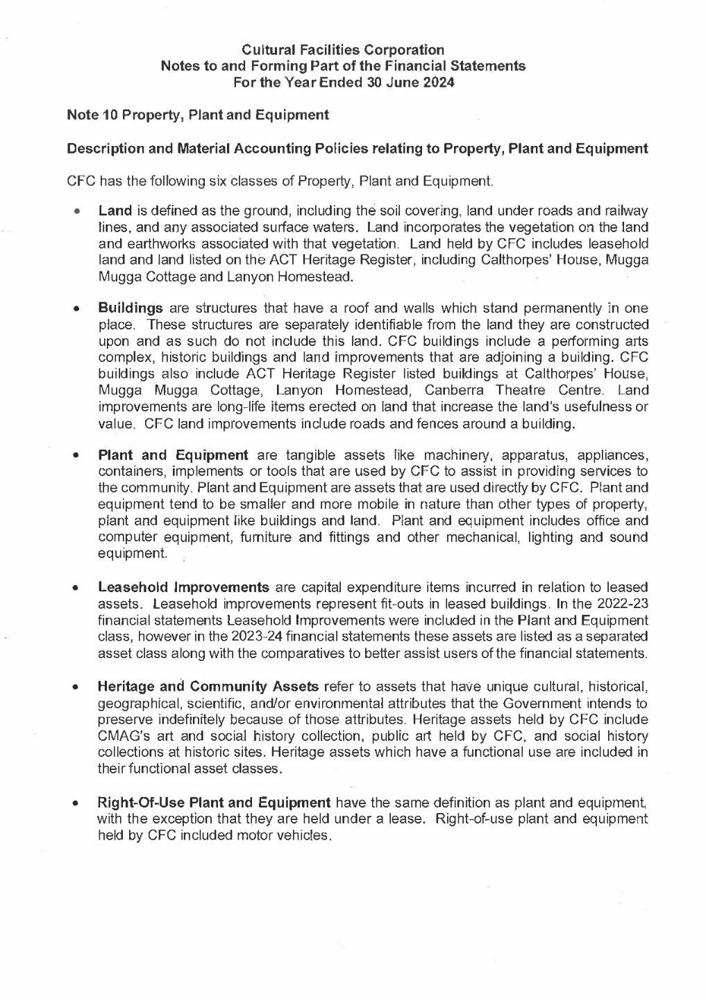 Cultural Facilities Corporation
Notes to and Forming Part of the Financial Statements
For the Year Ended 30 June 2024
Note 10 Property, Plant and Equipment
Description and Material Accounting Policies relating to Property, Plant and Equipment
CFC has the following six classes of Property, Plant and Equipment.
• Land is defined as the ground, including the soil covering, land under roads and railway
lines, and any associated surface waters. Land incorporates the vegetation on the land
and earthworks associated with that vegetation. Land held by CFC includes leasehold
land and land listed on the ACT Heritage Register, including Calthorpes' House, Mugga
Mugga Cottage and Lanyon Homestead.
• Buildings are structures that have a roof and walls which stand permanently in one
place. These structures are separately identifiable from the land they are constructed
upon and as such do not include this land. CFC buildings include a performing arts
complex, historic buildings and land improvements that are adjoining a building. CFC
buildings also include ACT Heritage Register listed buildings at Calthorpes' House,
Mugga Mugga Cottage, Lanyon Homestead, Canberra Theatre Centre. Land
improvements are long-life items erected on land that increase the land's usefulness or
value. CFC land improvements include roads and fences around a building.
• Plant and Equipment are tangible assets like machinery, apparatus, appliances,
containers, implements or tools that are used by CFC to assist in providing services to
the community. Plant and Equipment are assets that are used directly by CFC. Plant and
equipment tend to be smaller and more mobile in nature than other types of property,
plant and equipment like buildings and land. Plant and equipment includes office and
computer equipment, furniture and fittings and other mechanical, lighting and sound
equipment.
• Leasehold Improvements are capital expenditure items incurred in relation to leased
assets. Leasehold improvements represent fit-outs in leased buildings. In the 2022-23
financial statements Leasehold Improvements were included in the Plant and Equipment
class, however in the 2023-24 financial statements these assets are listed as a separated
asset class along with the comparatives to better assist users of the financial statements.
• Heritage and Community Assets refer to assets that have unique cultural, historical,
geographical, scientific, and/or environmental attributes that the Government intends to
preserve indefinitely because of those attributes. Heritage assets held by CFC include
CMAG's art and social history collection, public art held by CFC, and social history
collections at historic sites. Heritage assets which have a functional use are included in
their functional asset classes.
• Right-Of-Use Plant and Equipment have the same definition as plant and equipment,
with the exception that they are held under a lease. Right-of-use plant and equipment
held by CFC included motor vehicles.